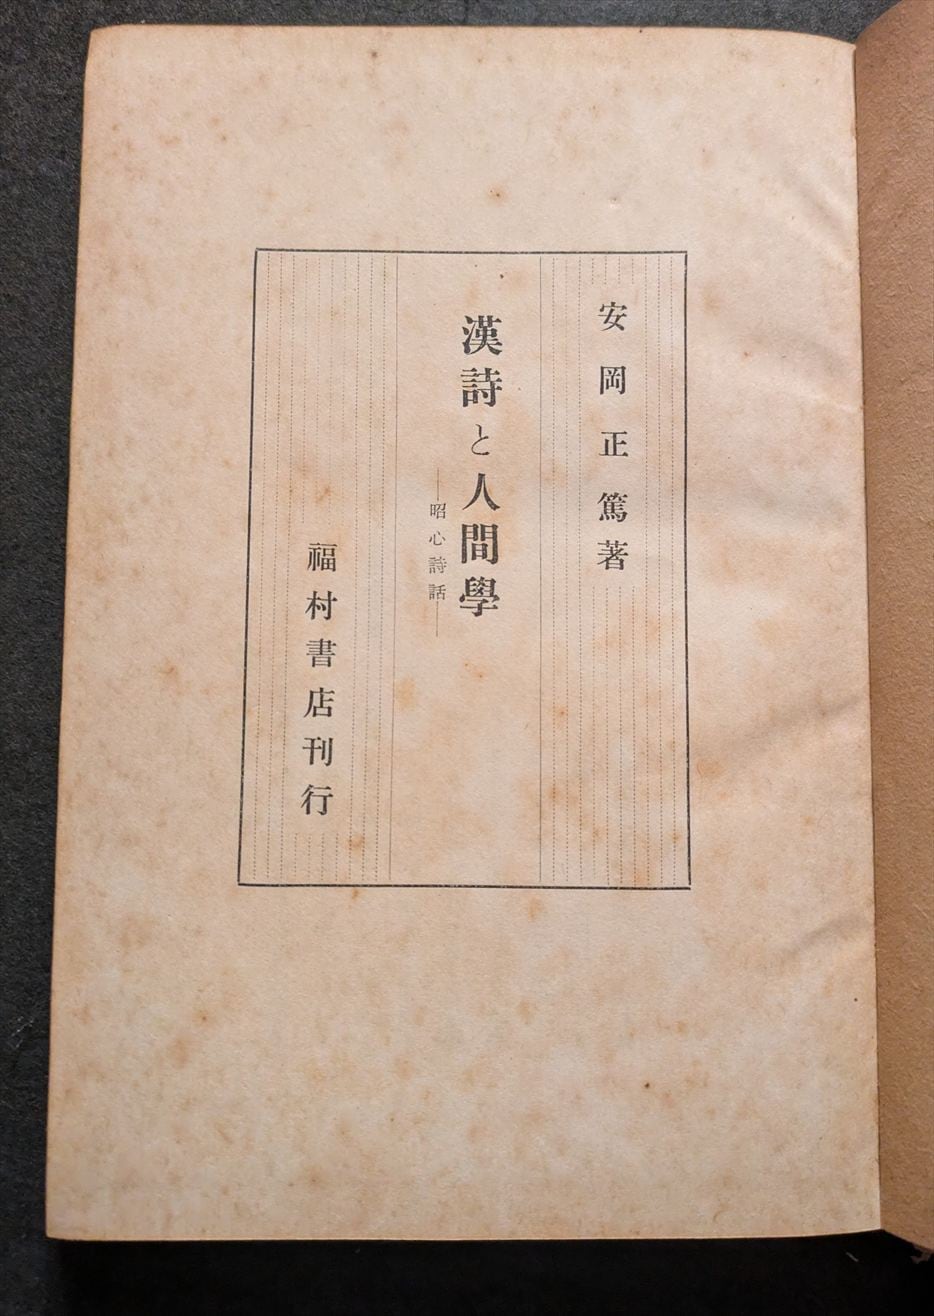 安岡正篤著
漢詩と人間學
―昭心詩話―
福村書店刊行